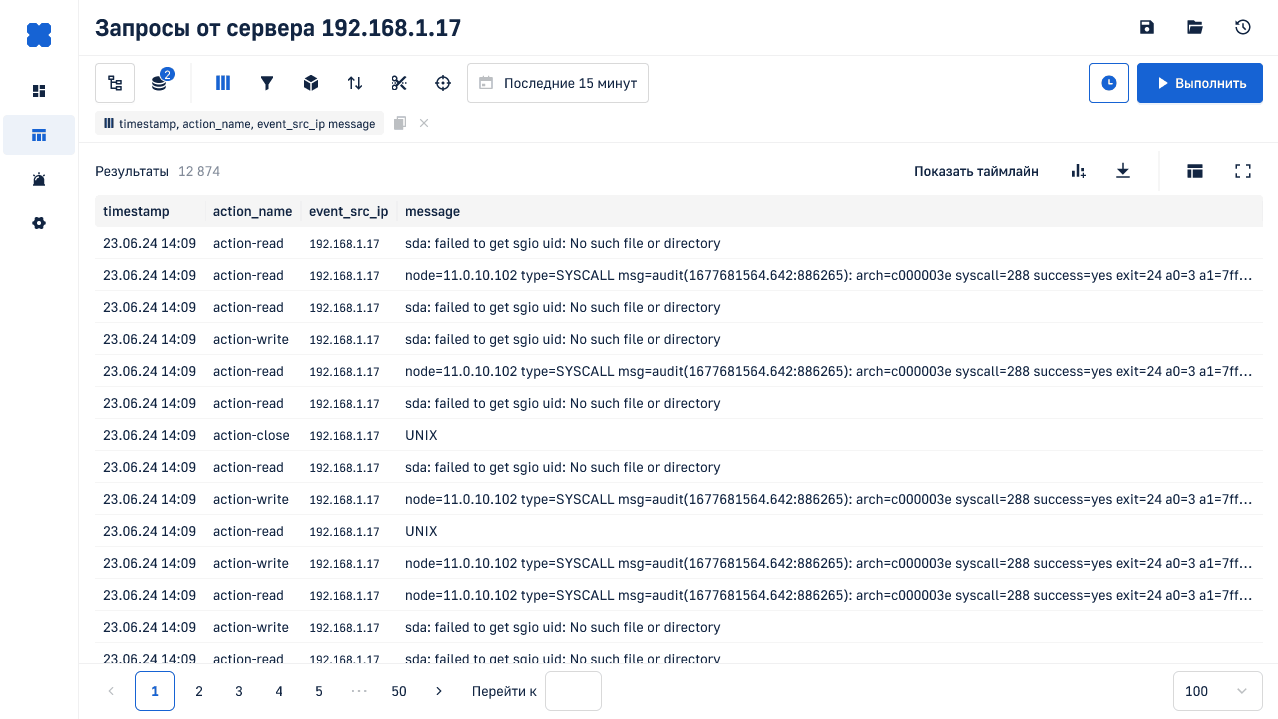 Запросы от сервера 192.168.1.17
2
Последние 15 минут
Выполнить
timestamp, action_name, event_src_ip message
Результаты 12 874
Показать таймлайн
timestamp action_name event_src_ip message
23.06.24 14:09 action-read 192.168.1.17 sda: failed to get sgio uid: No such file or directory
23.06.24 14:09 action-read 192.168.1.17 node=11.0.10.102 type=SYSCALL msg=audit(1677681564.642:886265): arch=c000003e syscall=288 success=yes exit=24 a0=3 a1=7ff...
23.06.24 14:09 action-read 192.168.1.17 sda: failed to get sgio uid: No such file or directory
23.06.24 14:09 action-write 192.168.1.17 sda: failed to get sgio uid: No such file or directory
23.06.24 14:09 action-read 192.168.1.17 node=11.0.10.102 type=SYSCALL msg=audit(1677681564.642:886265): arch=c000003e syscall=288 success=yes exit=24 a0=3 a1=7ff...
23.06.24 14:09 action-read 192.168.1.17 sda: failed to get sgio uid: No such file or directory
23.06.24 14:09 action-close 192.168.1.17 UNIX
23.06.24 14:09 action-read 192.168.1.17 sda: failed to get sgio uid: No such file or directory
23.06.24 14:09 action-write 192.168.1.17 node=11.0.10.102 type=SYSCALL msg=audit(1677681564.642:886265): arch=c000003e syscall=288 success=yes exit=24 a0=3 a1=7ff...
23.06.24 14:09 action-read 192.168.1.17 UNIX
23.06.24 14:09 action-write 192.168.1.17 node=11.0.10.102 type=SYSCALL msg=audit(1677681564.642:886265): arch=c000003e syscall=288 success=yes exit=24 a0=3 a1=7ff...
23.06.24 14:09 action-read 192.168.1.17 node=11.0.10.102 type=SYSCALL msg=audit(1677681564.642:886265): arch=c000003e syscall=288 success=yes exit=24 a0=3 a1=7ff...
23.06.24 14:09 action-write 192.168.1.17 sda: failed to get sgio uid: No such file or directory
23.06.24 14:09 action-read 192.168.1.17 sda: failed to get sgio uid: No such file or directory
1 2 3 4 5 ··· 50 Перейти к 100